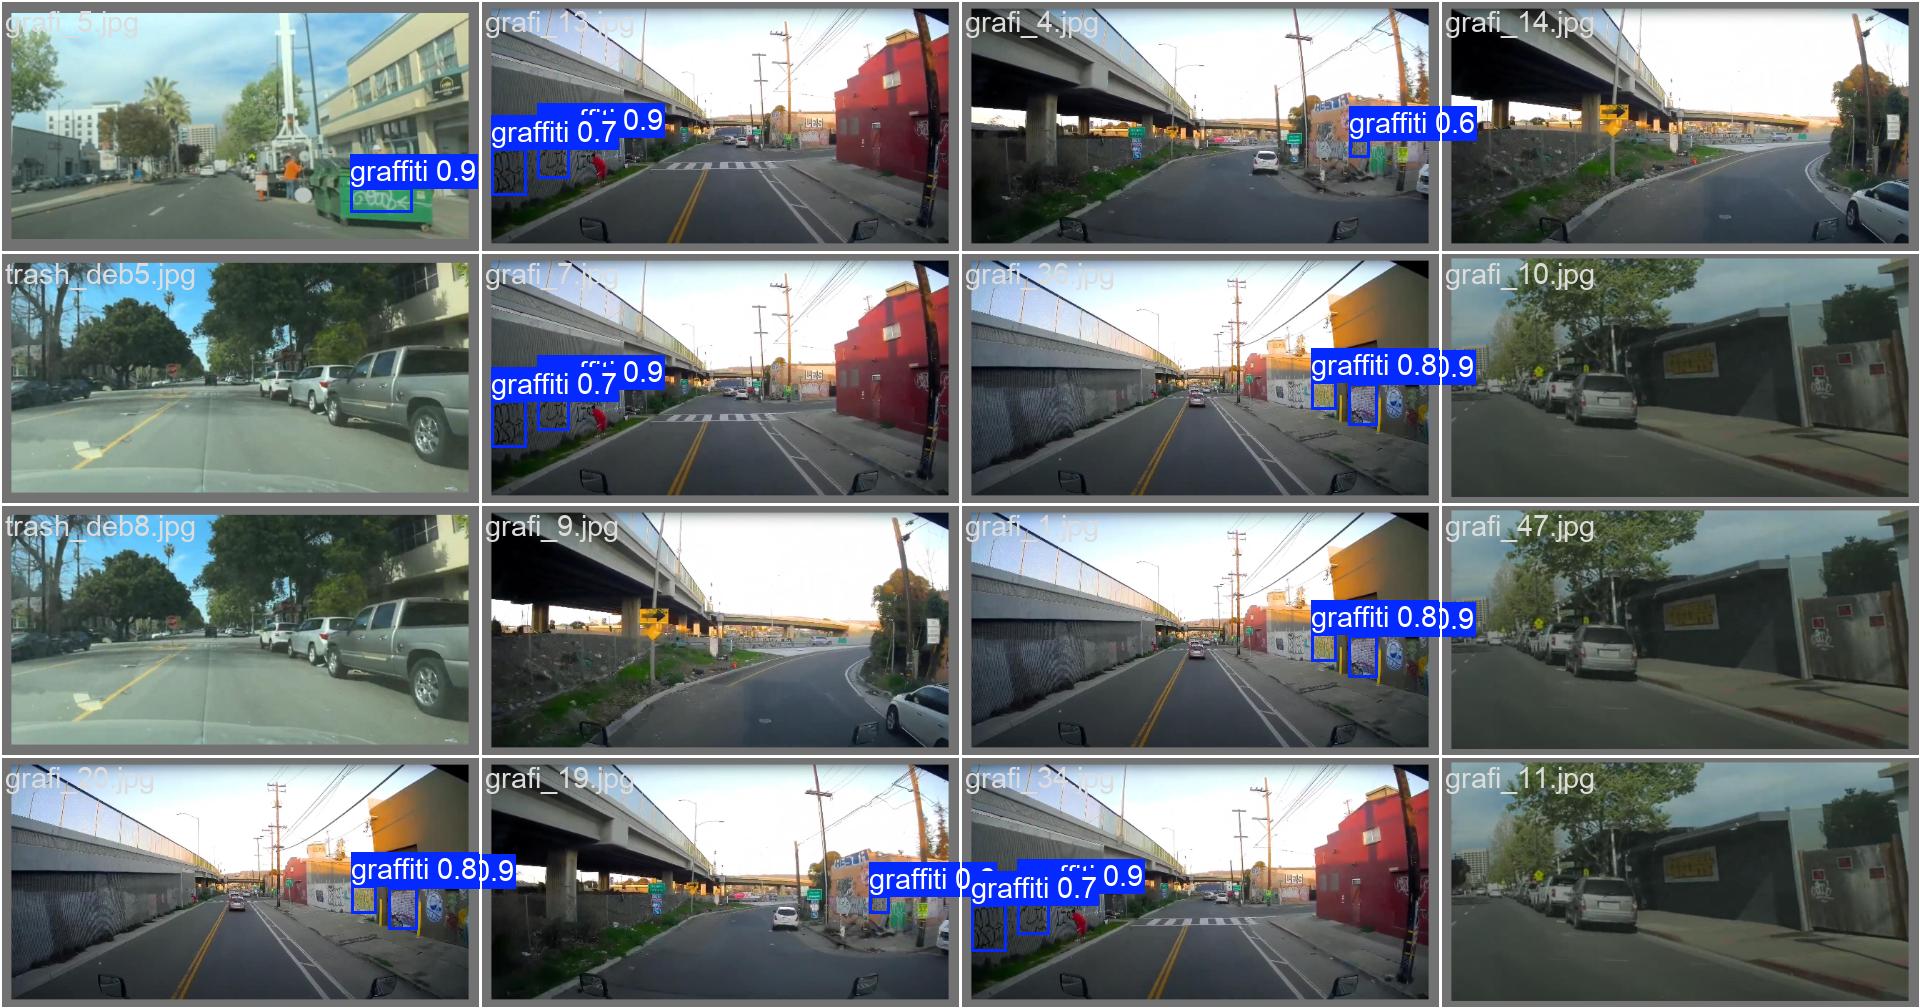 grafi_5.jpg
grafi_13.jpg
grafi_4.jpg
grafi_14.jpg
graffiti 0.9
0.9
graffiti 0.7
graffiti 0.6
trash_deb5.jpg
grafi_7.jpg
grafi_36.jpg
grafi_10.jpg
0.9
graffiti 0.7
graffiti 0.8
0.9
trash_deb8.jpg
grafi_9.jpg
grafi_1.jpg
grafi_47.jpg
graffiti 0.8
0.9
grafi_20.jpg
grafi_19.jpg
grafi_34.jpg
grafi_11.jpg
graffiti 0.8
0.9
graffiti
0.9
graffiti 0.7